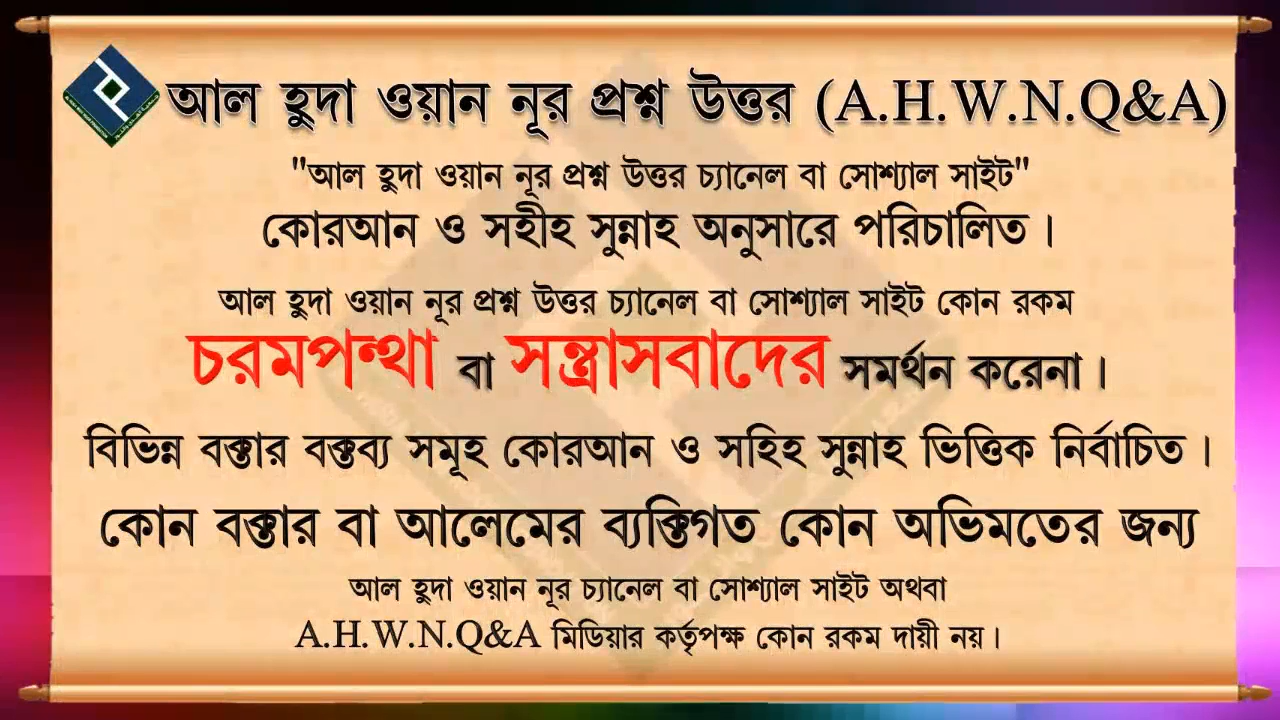 আল হুদা ওয়ান নূর প্রশ্ন উত্তর (A.H.W.N.Q&A)
"আল হুদা ওয়ান নূর প্রশ্ন উত্তর চ্যানেল বা সোশ্যাল সাইট"
কোরআন ও সহীহ সুন্নাহ অনুসারে পরিচালিত ।
আল হুদা ওয়ান নূর প্রশ্ন উত্তর চ্যানেল বা সোশ্যাল সাইট কোন রকম
চরমপন্থা বা সন্ত্রাসবাদের সমর্থন করেনা ।
বিভিন্ন বক্তার বক্তব্য সমূহ কোরআন ও সহিহ সুন্নাহ ভিত্তিক নির্বাচিত ।
কোন বক্তার বা আলেমের ব্যক্তিগত কোন অভিমতের জন্য
আল হুদা ওয়ান নূর চ্যানেল বা সোশ্যাল সাইট অথবা
A.H.W.N.Q&A মিডিয়ার কর্তৃপক্ষ কোন রকম দায়ী নয় ।